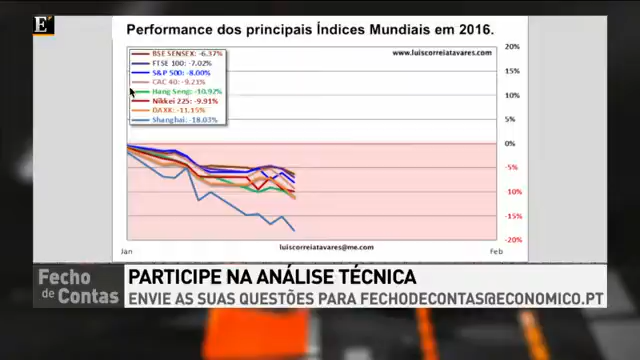 É
Performance dos principais Índices Mundiais em 2016.
www.luiscorreiatavares.com
BSE SENSEX: -6.37%
FTSE 100: -7.02%
S&P 500: -8.00%
CAC 40: -9.21%
Hang Seng: -10.92%
Nikkei 225: -9.91%
DAXK: -11.15%
Shanghai: -18.03%
20%
15%
10%
5%
0%
-5%
-10%
-15%
-20%
Jan
luiscorreiatavares@me.com
Feb
Fecho
de Contas
PARTICIPE NA ANÁLISE TÉCNICA
ENVIE AS SUAS QUESTÕES PARA FECHODECONTAS@ECONOMICO.PT